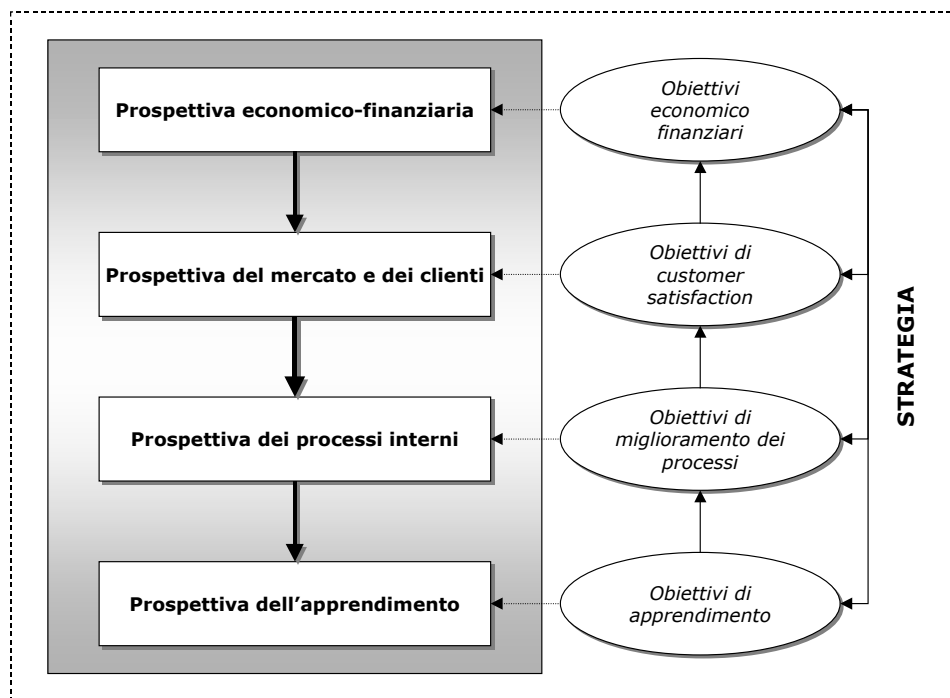 Prospettiva economico-finanziaria
Obiettivi
economico
finanziari
Prospettiva del mercato e dei clienti
Obiettivi di
customer
satisfaction
Prospettiva dei processi interni
Obiettivi di
miglioramento dei
processi
Prospettiva dell'apprendimento
Obiettivi di
apprendimento
STRATEGIA